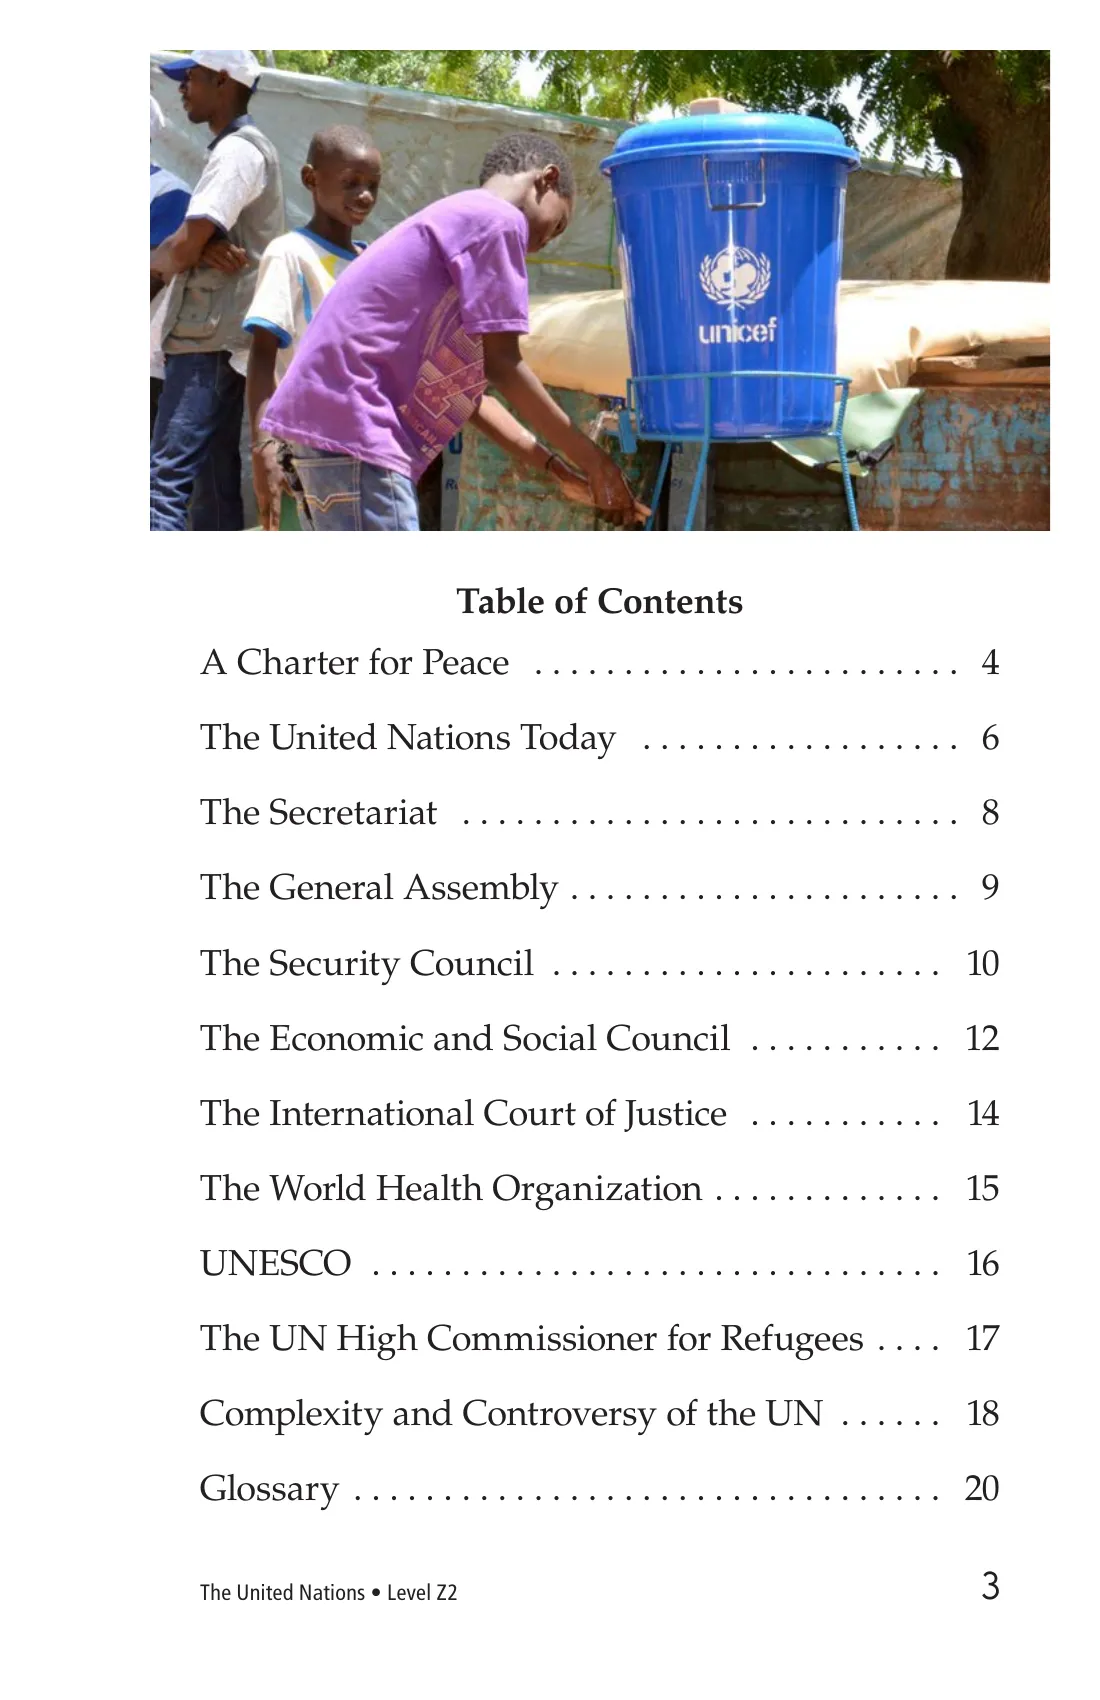 unicef
Table of Contents
A Charter for Peace . . . . . . . . . . . . . . . . . . . . . . . . 4
The United Nations Today . . . . . . . . . . . . . . . . . . 6
The Secretariat . . . . . . . . . . . . . . . . . . . . . . . . . . . . 8
The General Assembly . . . . . . . . . . . . . . . . . . . . . . 9
The Security Council . . . . . . . . . . . . . . . . . . . . . . 10
The Economic and Social Council . . . . . . . . . . . 12
The International Court of Justice . . . . . . . . . . . 14
The World Health Organization . . . . . . . . . . . . . 15
UNESCO . . . . . . . . . . . . . . . . . . . . . . . . . . . . . . . . 16
The UN High Commissioner for Refugees . . . . 17
Complexity and Controversy of the UN . . . . . . 18
Glossary . . . . . . . . . . . . . . . . . . . . . . . . . . . . . . . . . 20
The United Nations • Level Z2 3